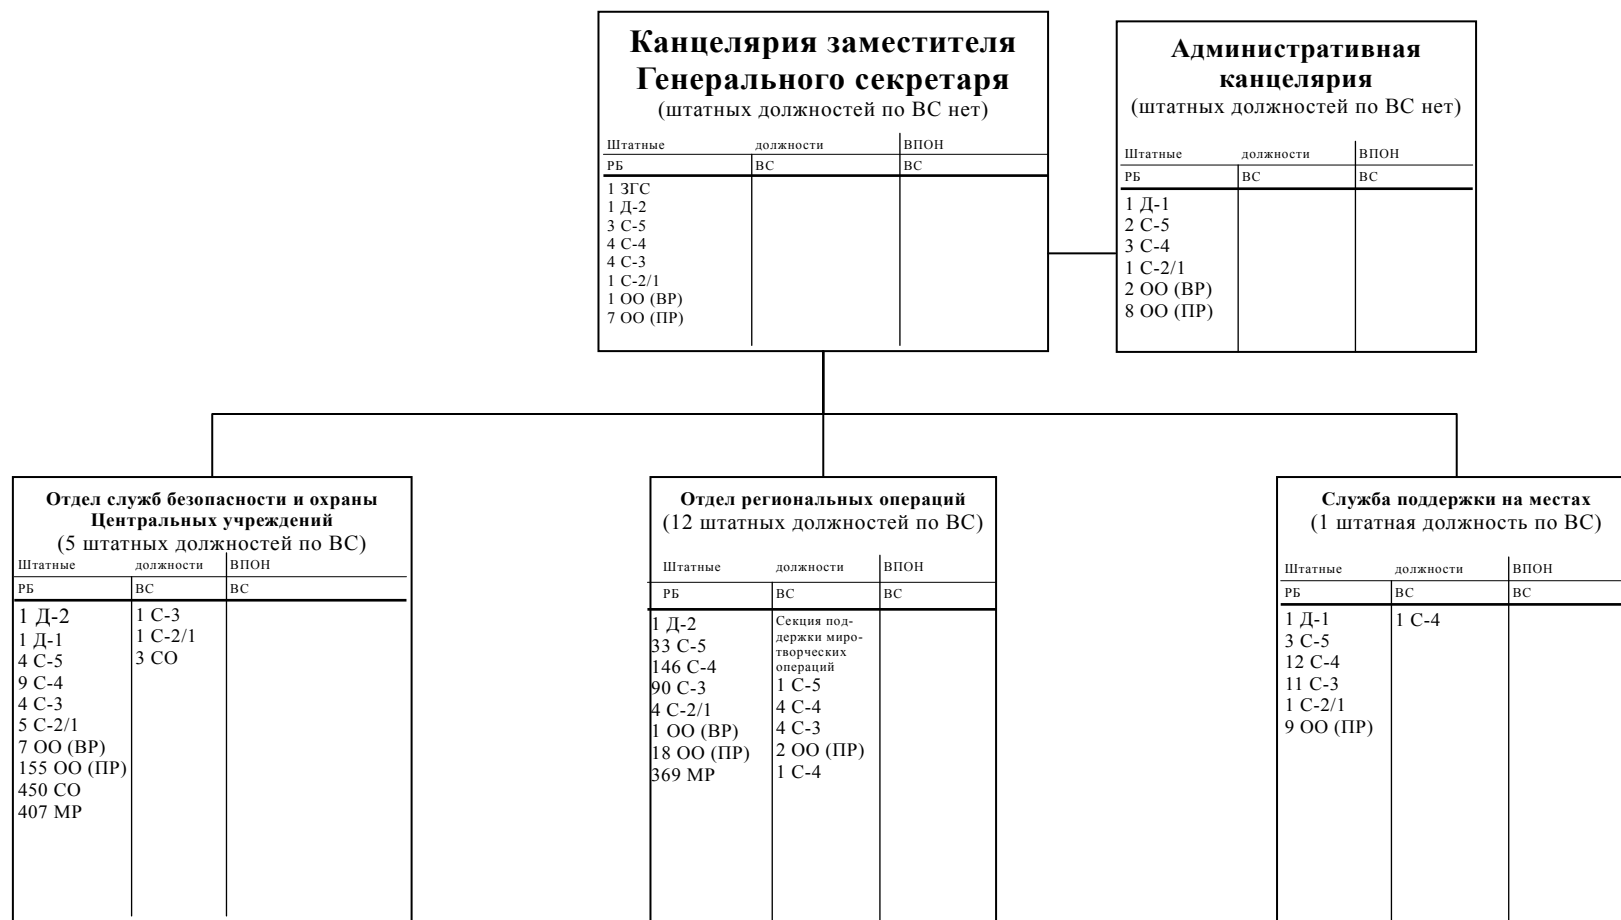 Канцелярия заместителя
Генерального секретаря
(штатных должностей по ВС нет)
Штатные должности ВПОН
РБ ВС ВС
1 ЗГС
1 Д-2
3 С-5
4 С-4
4 С-3
1 С-2/1
1 ОО (ВР)
7 ОО (ПР)
Административная
канцелярия
(штатных должностей по ВС нет)
Штатные должности ВПОН
РБ ВС ВС
1 Д-1
2 С-5
3 С-4
1 С-2/1
2 ОО (ВР)
8 ОО (ПР)
Отдел служб безопасности и охраны
Центральных учреждений
(5 штатных должностей по ВС)
Штатные должности ВПОН
РБ ВС ВС
1 Д-2
1 Д-1
4 С-5
9 С-4
4 С-3
5 С-2/1
7 ОО (ВР)
155 ОО (ПР)
450 СО
407 МР
1 С-3
1 С-2/1
3 СО
Отдел региональных операций
(12 штатных должностей по ВС)
Штатные должности ВПОН
РБ ВС ВС
1 Д-2
33 С-5
146 С-4
90 С-3
4 С-2/1
1 ОО (ВР)
18 ОО (ПР)
369 МР
Секция под-
держки миро-
творческих
операций
1 С-5
4 С-4
4 С-3
2 ОО (ПР)
1 С-4
Служба поддержки на местах
(1 штатная должность по ВС)
Штатные должности ВПОН
РБ ВС ВС
1 Д-1
3 С-5
12 С-4
11 С-3
1 С-2/1
9 ОО (ПР)
1 С-4